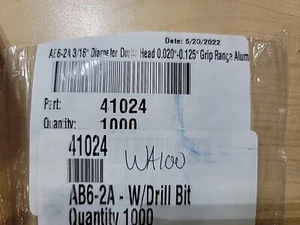 Date: 5/20/2022
AB6-2A 3/16" Diameter Dome Head 0.020"-0.125" Grip Range Alum
Part: 41024
Quantity: 1000
41024
WA100
AB6-2A - W/Drill Bit
Quantity 1000